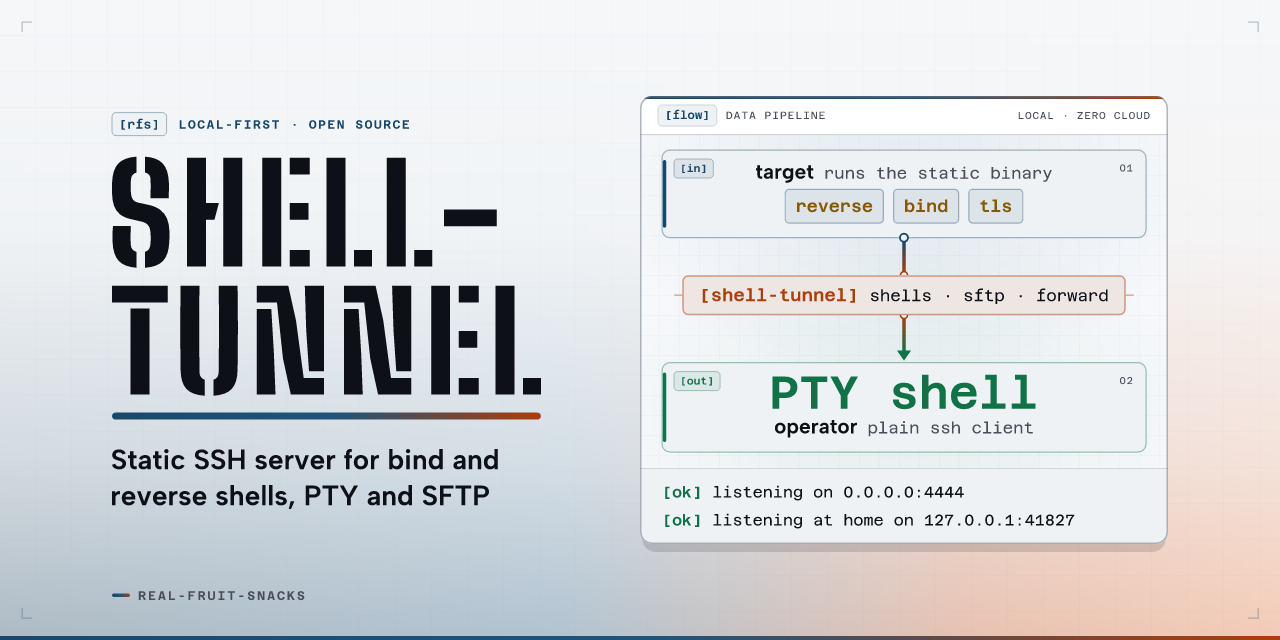 [rfs] LOCAL-FIRST · OPEN SOURCE
SHELL-
TUNNEL
Static SSH server for bind and
reverse shells, PTY and SFTP
REAL-FRUIT-SNACKS
[flow] DATA PIPELINE LOCAL · ZERO CLOUD
[in] target runs the static binary 01
reverse bind tls
[shell-tunnel] shells · sftp · forward
[out] PTY shell 02
operator plain ssh client
[ok] listening on 0.0.0.0:4444
[ok] listening at home on 127.0.0.1:41827